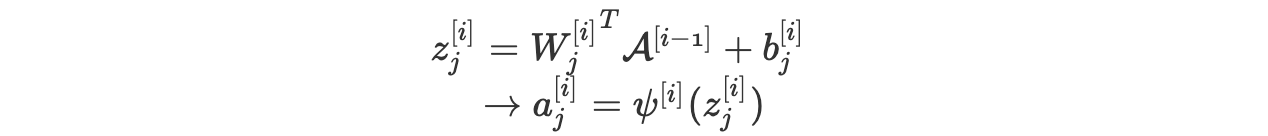 $z_j^{[i]} = {W_j^{[i]}}^T \mathcal{A}^{[i-1]} + b_j^{[i]}$
$\rightarrow a_j^{[i]} = \psi^{[i]}(z_j^{[i]})$